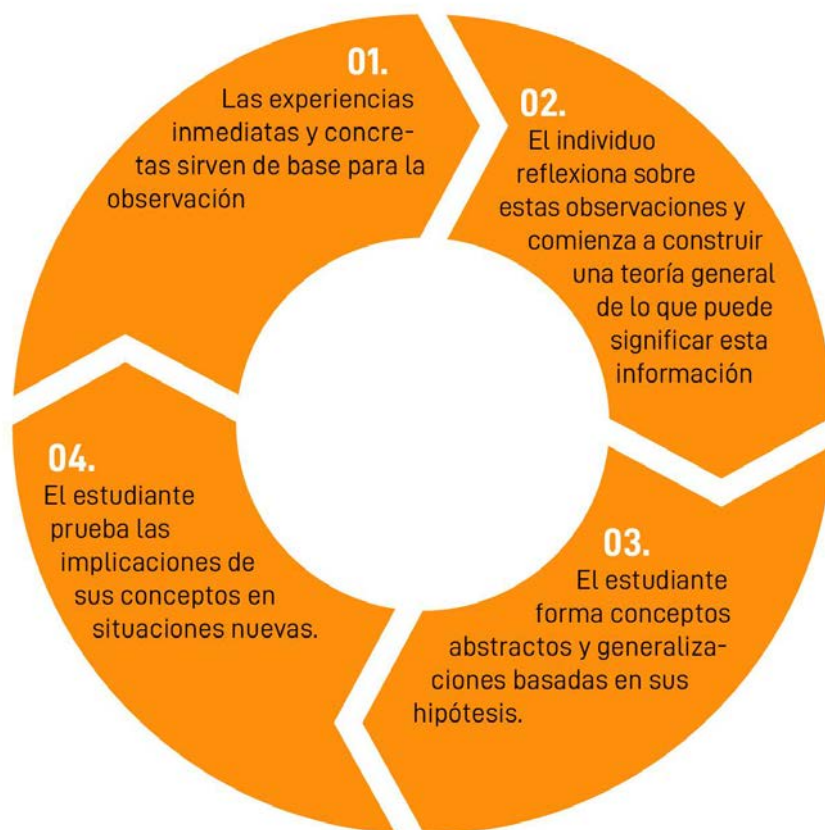 01.
Las experiencias
inmediatas y concre-
tas sirven de base para la
observación
02.
El individuo
reflexiona sobre
estas observaciones y
comienza a construir
una teoría general
de lo que puede
significar esta
información
03.
El estudiante
forma conceptos
abstractos y generaliza-
ciones basadas en sus
hipótesis.
04.
El estudiante
prueba las
implicaciones de
sus conceptos en
situaciones nuevas.